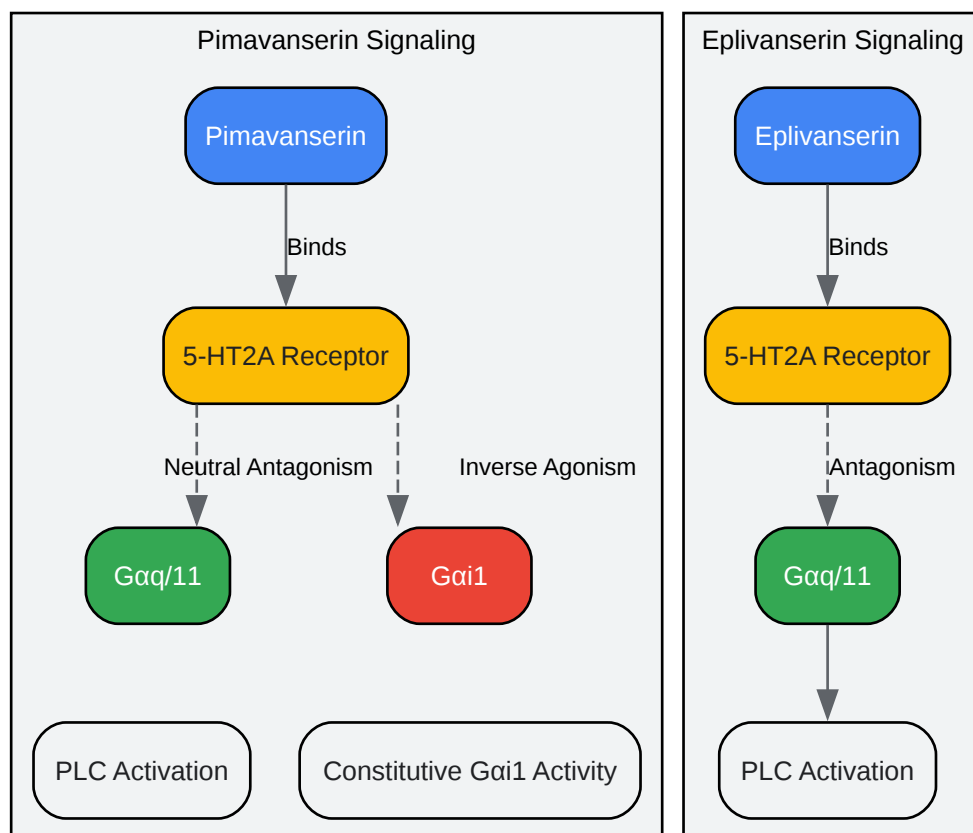 Pimavanserin Signaling
Pimavanserin
Binds
5-HT2A Receptor
Neutral Antagonism
Inverse Agonism
Gαq/11
Gαi1
PLC Activation
Constitutive Gαi1 Activity
Eplivanserin Signaling
Eplivanserin
Binds
5-HT2A Receptor
Antagonism
Gαq/11
PLC Activation